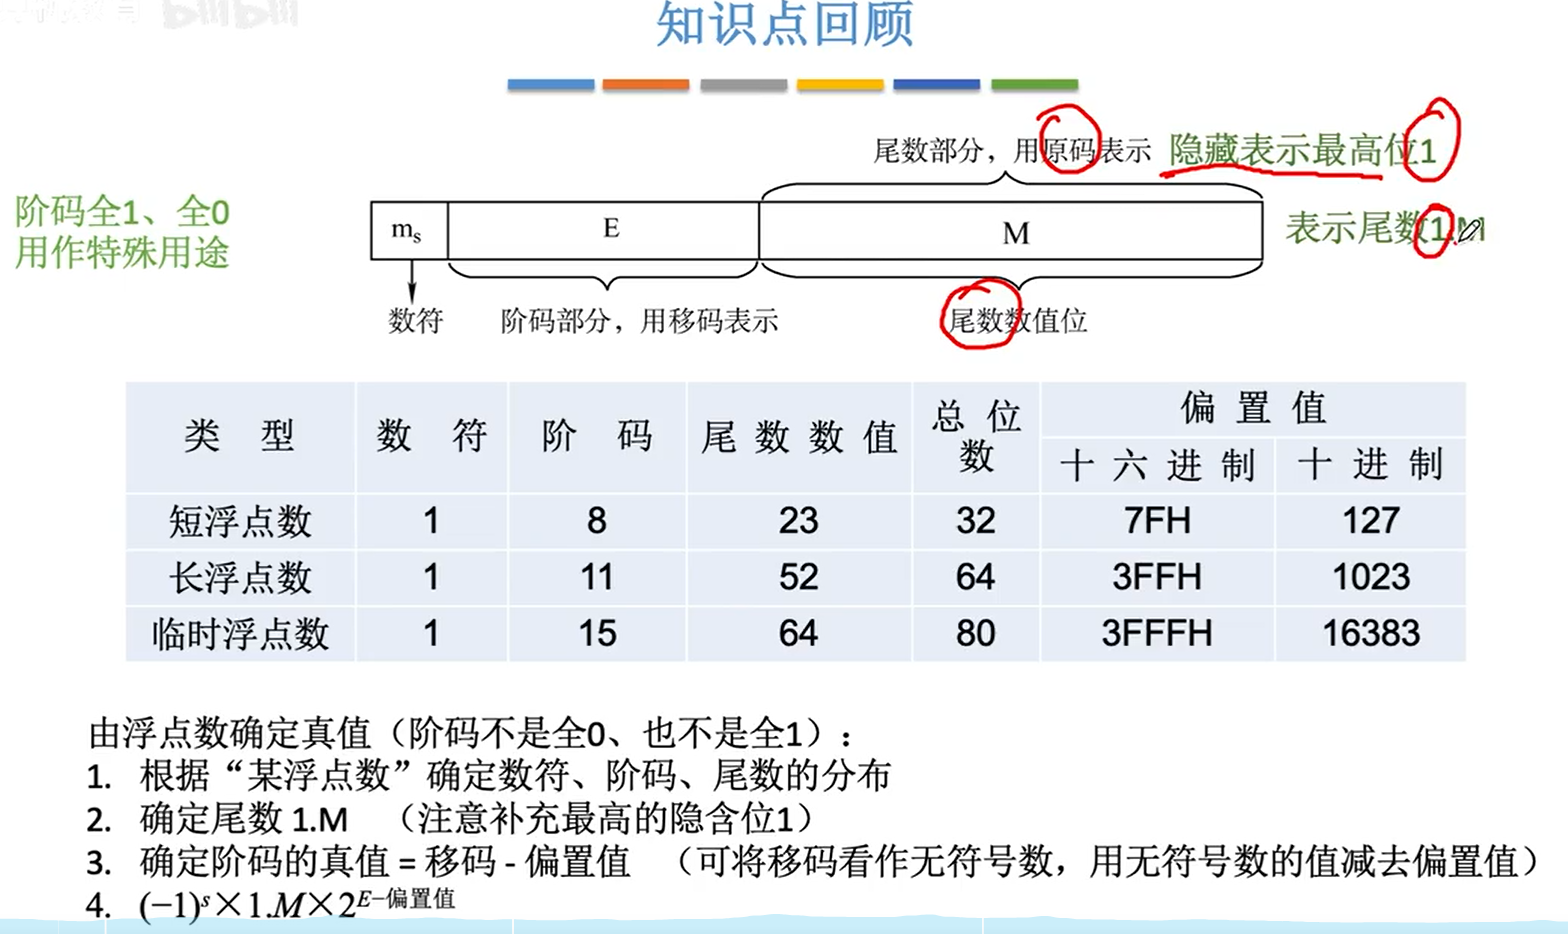 bilibili
知识点回顾
尾数部分，用原码表示 隐藏表示最高位1
阶码全1、全0
用作特殊用途
mₛ E M 表示尾数1.M
数符 阶码部分，用移码表示 尾数数值位
类 型 数 符 阶 码 尾数数值 总位数 偏置值
十六进制 十进制
短浮点数 1 8 23 32 7FH 127
长浮点数 1 11 52 64 3FFH 1023
临时浮点数 1 15 64 80 3FFFH 16383
由浮点数确定真值（阶码不是全0、也不是全1）：
1. 根据“某浮点数”确定数符、阶码、尾数的分布
2. 确定尾数 1.M （注意补充最高的隐含位1）
3. 确定阶码的真值 = 移码 - 偏置值 （可将移码看作无符号数，用无符号数的值减去偏置值）
4. (−1)ˢ×1.M×2^(E−偏置值)